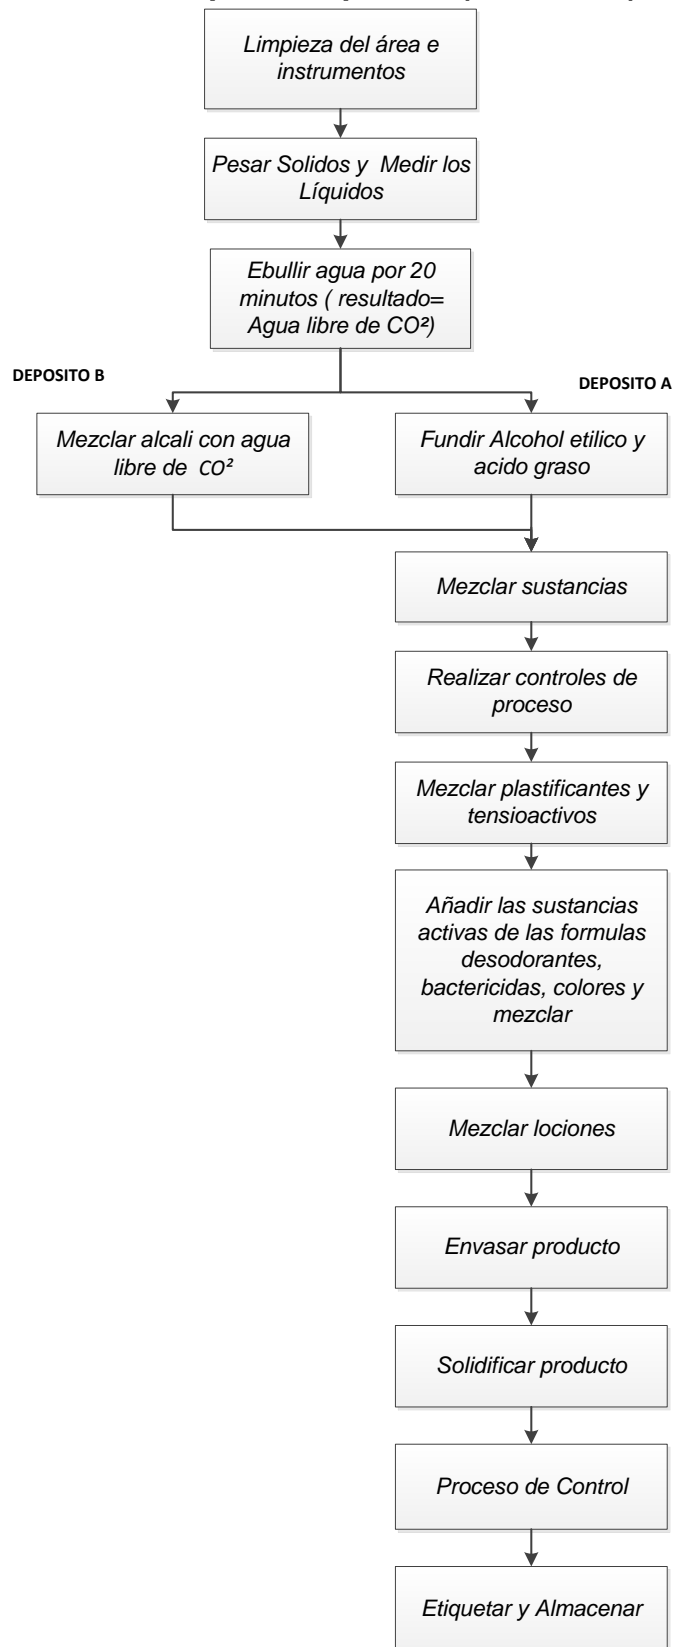 Limpieza del área e
instrumentos
Pesar Solidos y Medir los
Líquidos
Ebullir agua por 20
minutos ( resultado=
Agua libre de CO²)
DEPOSITO B
DEPOSITO A
Mezclar alcali con agua
libre de CO²
Fundir Alcohol etilico y
acido graso
Mezclar sustancias
Realizar controles de
proceso
Mezclar plastificantes y
tensioactivos
Añadir las sustancias
activas de las formulas
desodorantes,
bactericidas, colores y
mezclar
Mezclar lociones
Envasar producto
Solidificar producto
Proceso de Control
Etiquetar y Almacenar